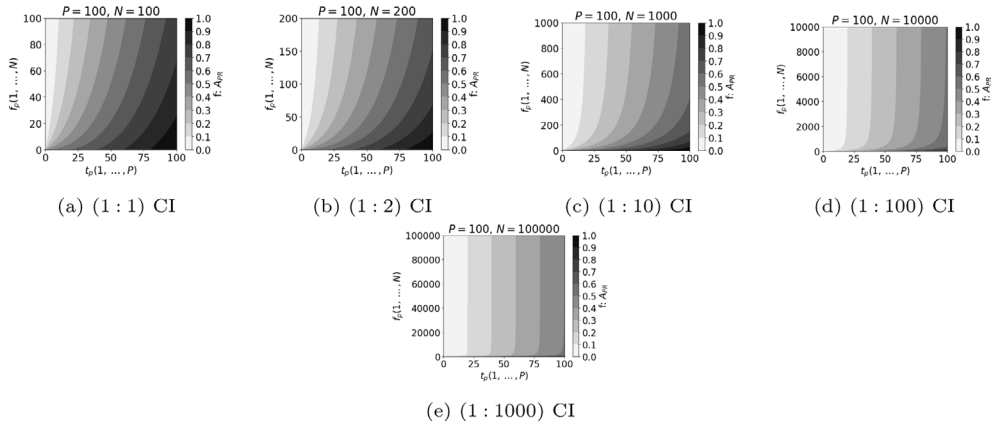 P = 100, N = 100
f_p(1, ..., N)
100
80
60
40
20
0
0 25 50 75 100
t_p(1, ..., P)
1.0
0.9
0.8
0.7
0.6
0.5
0.4
0.3
0.2
0.1
0.0
f: A_PR
(a) (1 : 1) CI
P = 100, N = 200
f_p(1, ..., N)
200
150
100
50
0
0 25 50 75 100
t_p(1, ..., P)
1.0
0.9
0.8
0.7
0.6
0.5
0.4
0.3
0.2
0.1
0.0
f: A_PR
(b) (1 : 2) CI
P = 100, N = 1000
f_p(1, ..., N)
1000
800
600
400
200
0
0 25 50 75 100
t_p(1, ..., P)
1.0
0.9
0.8
0.7
0.6
0.5
0.4
0.3
0.2
0.1
0.0
f: A_PR
(c) (1 : 10) CI
P = 100, N = 10000
f_p(1, ..., N)
10000
8000
6000
4000
2000
0
0 25 50 75 100
t_p(1, ..., P)
1.0
0.9
0.8
0.7
0.6
0.5
0.4
0.3
0.2
0.1
0.0
f: A_PR
(d) (1 : 100) CI
P = 100, N = 100000
f_p(1, ..., N)
100000
80000
60000
40000
20000
0
0 25 50 75 100
t_p(1, ..., P)
1.0
0.9
0.8
0.7
0.6
0.5
0.4
0.3
0.2
0.1
0.0
f: A_PR
(e) (1 : 1000) CI